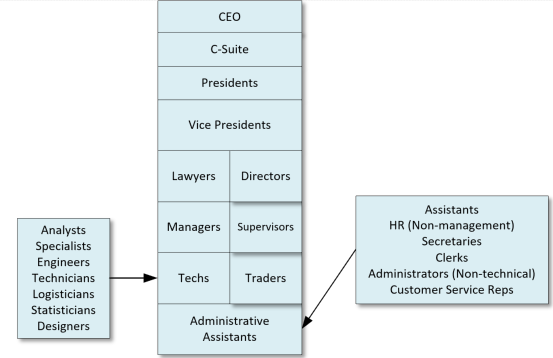 CEO
C-Suite
Presidents
Vice Presidents
Lawyers
Directors
Managers
Supervisors
Techs
Traders
Administrative
Assistants
Analysts
Specialists
Engineers
Technicians
Logisticians
Statisticians
Designers
Assistants
HR (Non-management)
Secretaries
Clerks
Administrators (Non-technical)
Customer Service Reps